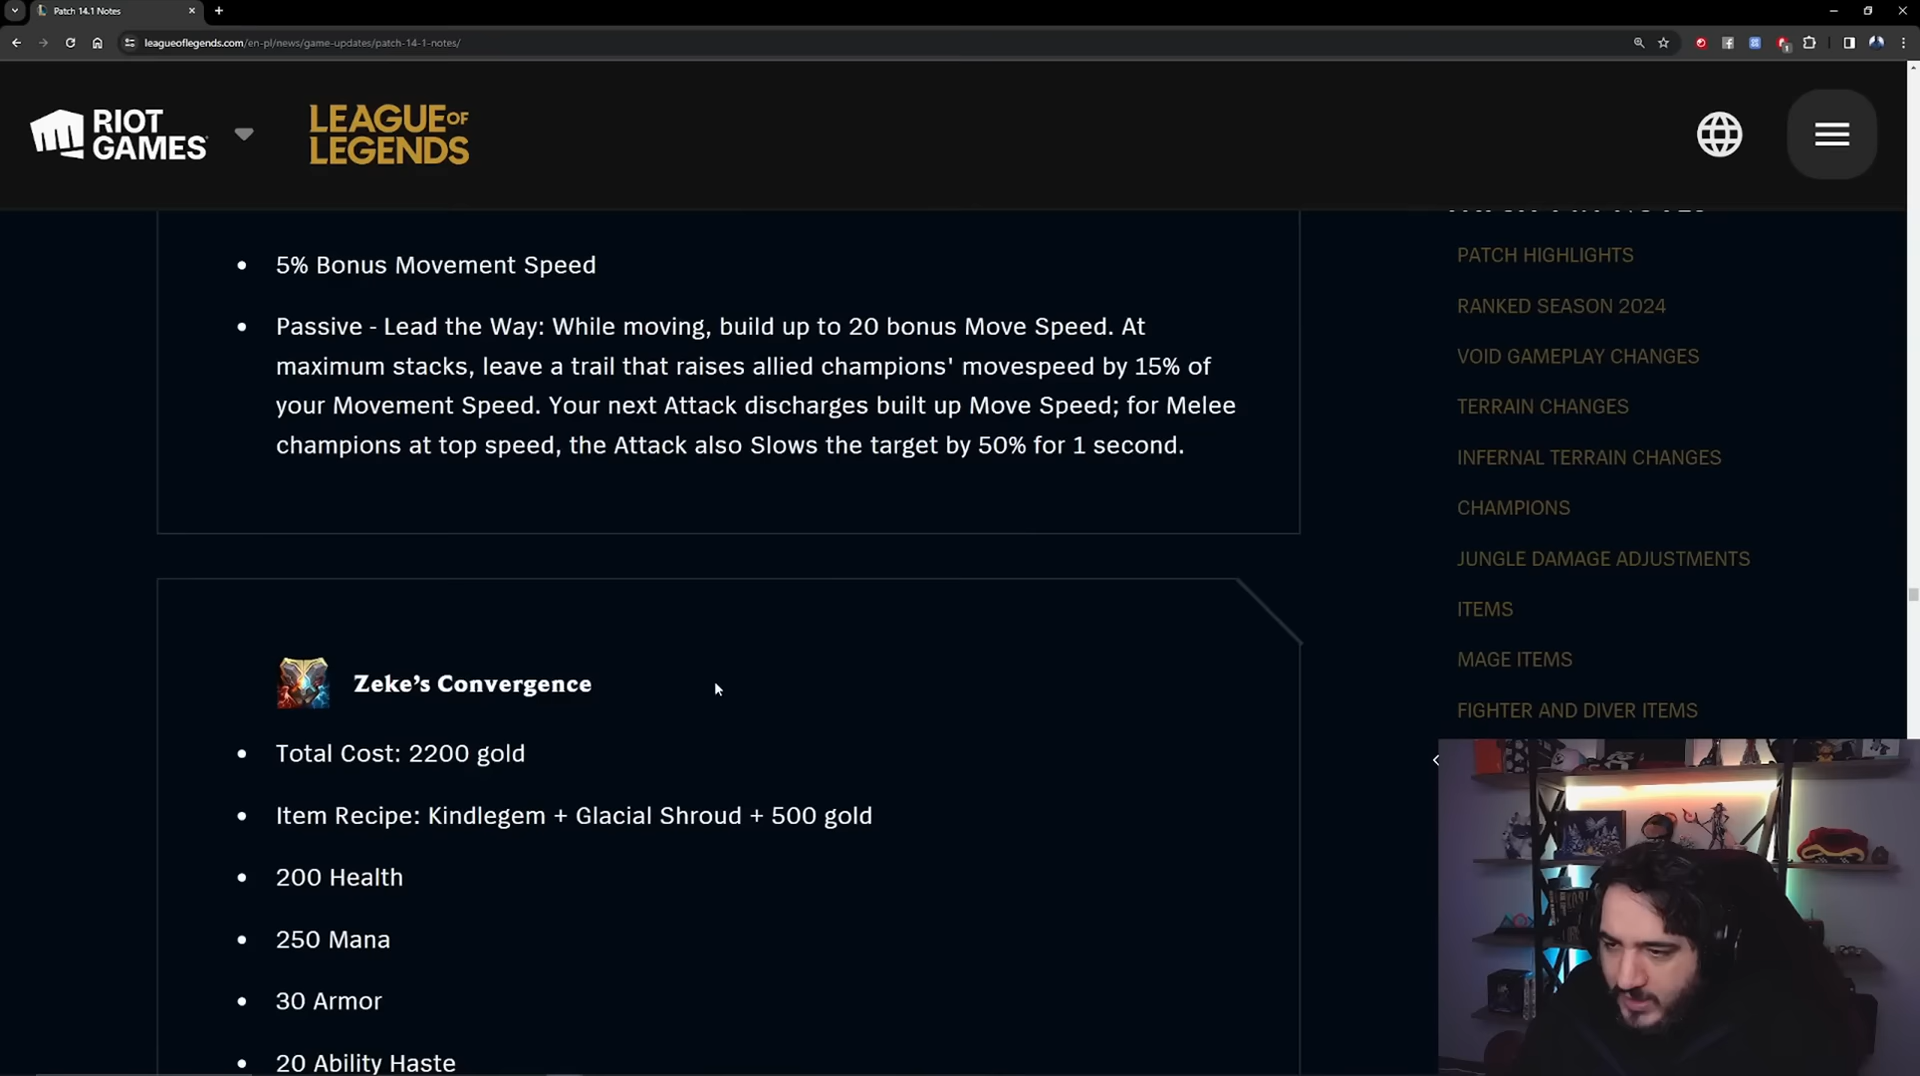 Patch 14.1 Notes
leagueoflegends.com/en-pl/news/game-updates/patch-14-1-notes/
RIOT
GAMES
LEAGUE OF
LEGENDS
5% Bonus Movement Speed
Passive - Lead the Way: While moving, build up to 20 bonus Move Speed. At
maximum stacks, leave a trail that raises allied champions' movespeed by 15% of
your Movement Speed. Your next Attack discharges built up Move Speed; for Melee
champions at top speed, the Attack also Slows the target by 50% for 1 second.
Zeke’s Convergence
Total Cost: 2200 gold
Item Recipe: Kindlegem + Glacial Shroud + 500 gold
200 Health
250 Mana
30 Armor
20 Ability Haste
PATCH HIGHLIGHTS
RANKED SEASON 2024
VOID GAMEPLAY CHANGES
TERRAIN CHANGES
INFERNAL TERRAIN CHANGES
CHAMPIONS
JUNGLE DAMAGE ADJUSTMENTS
ITEMS
MAGE ITEMS
FIGHTER AND DIVER ITEMS